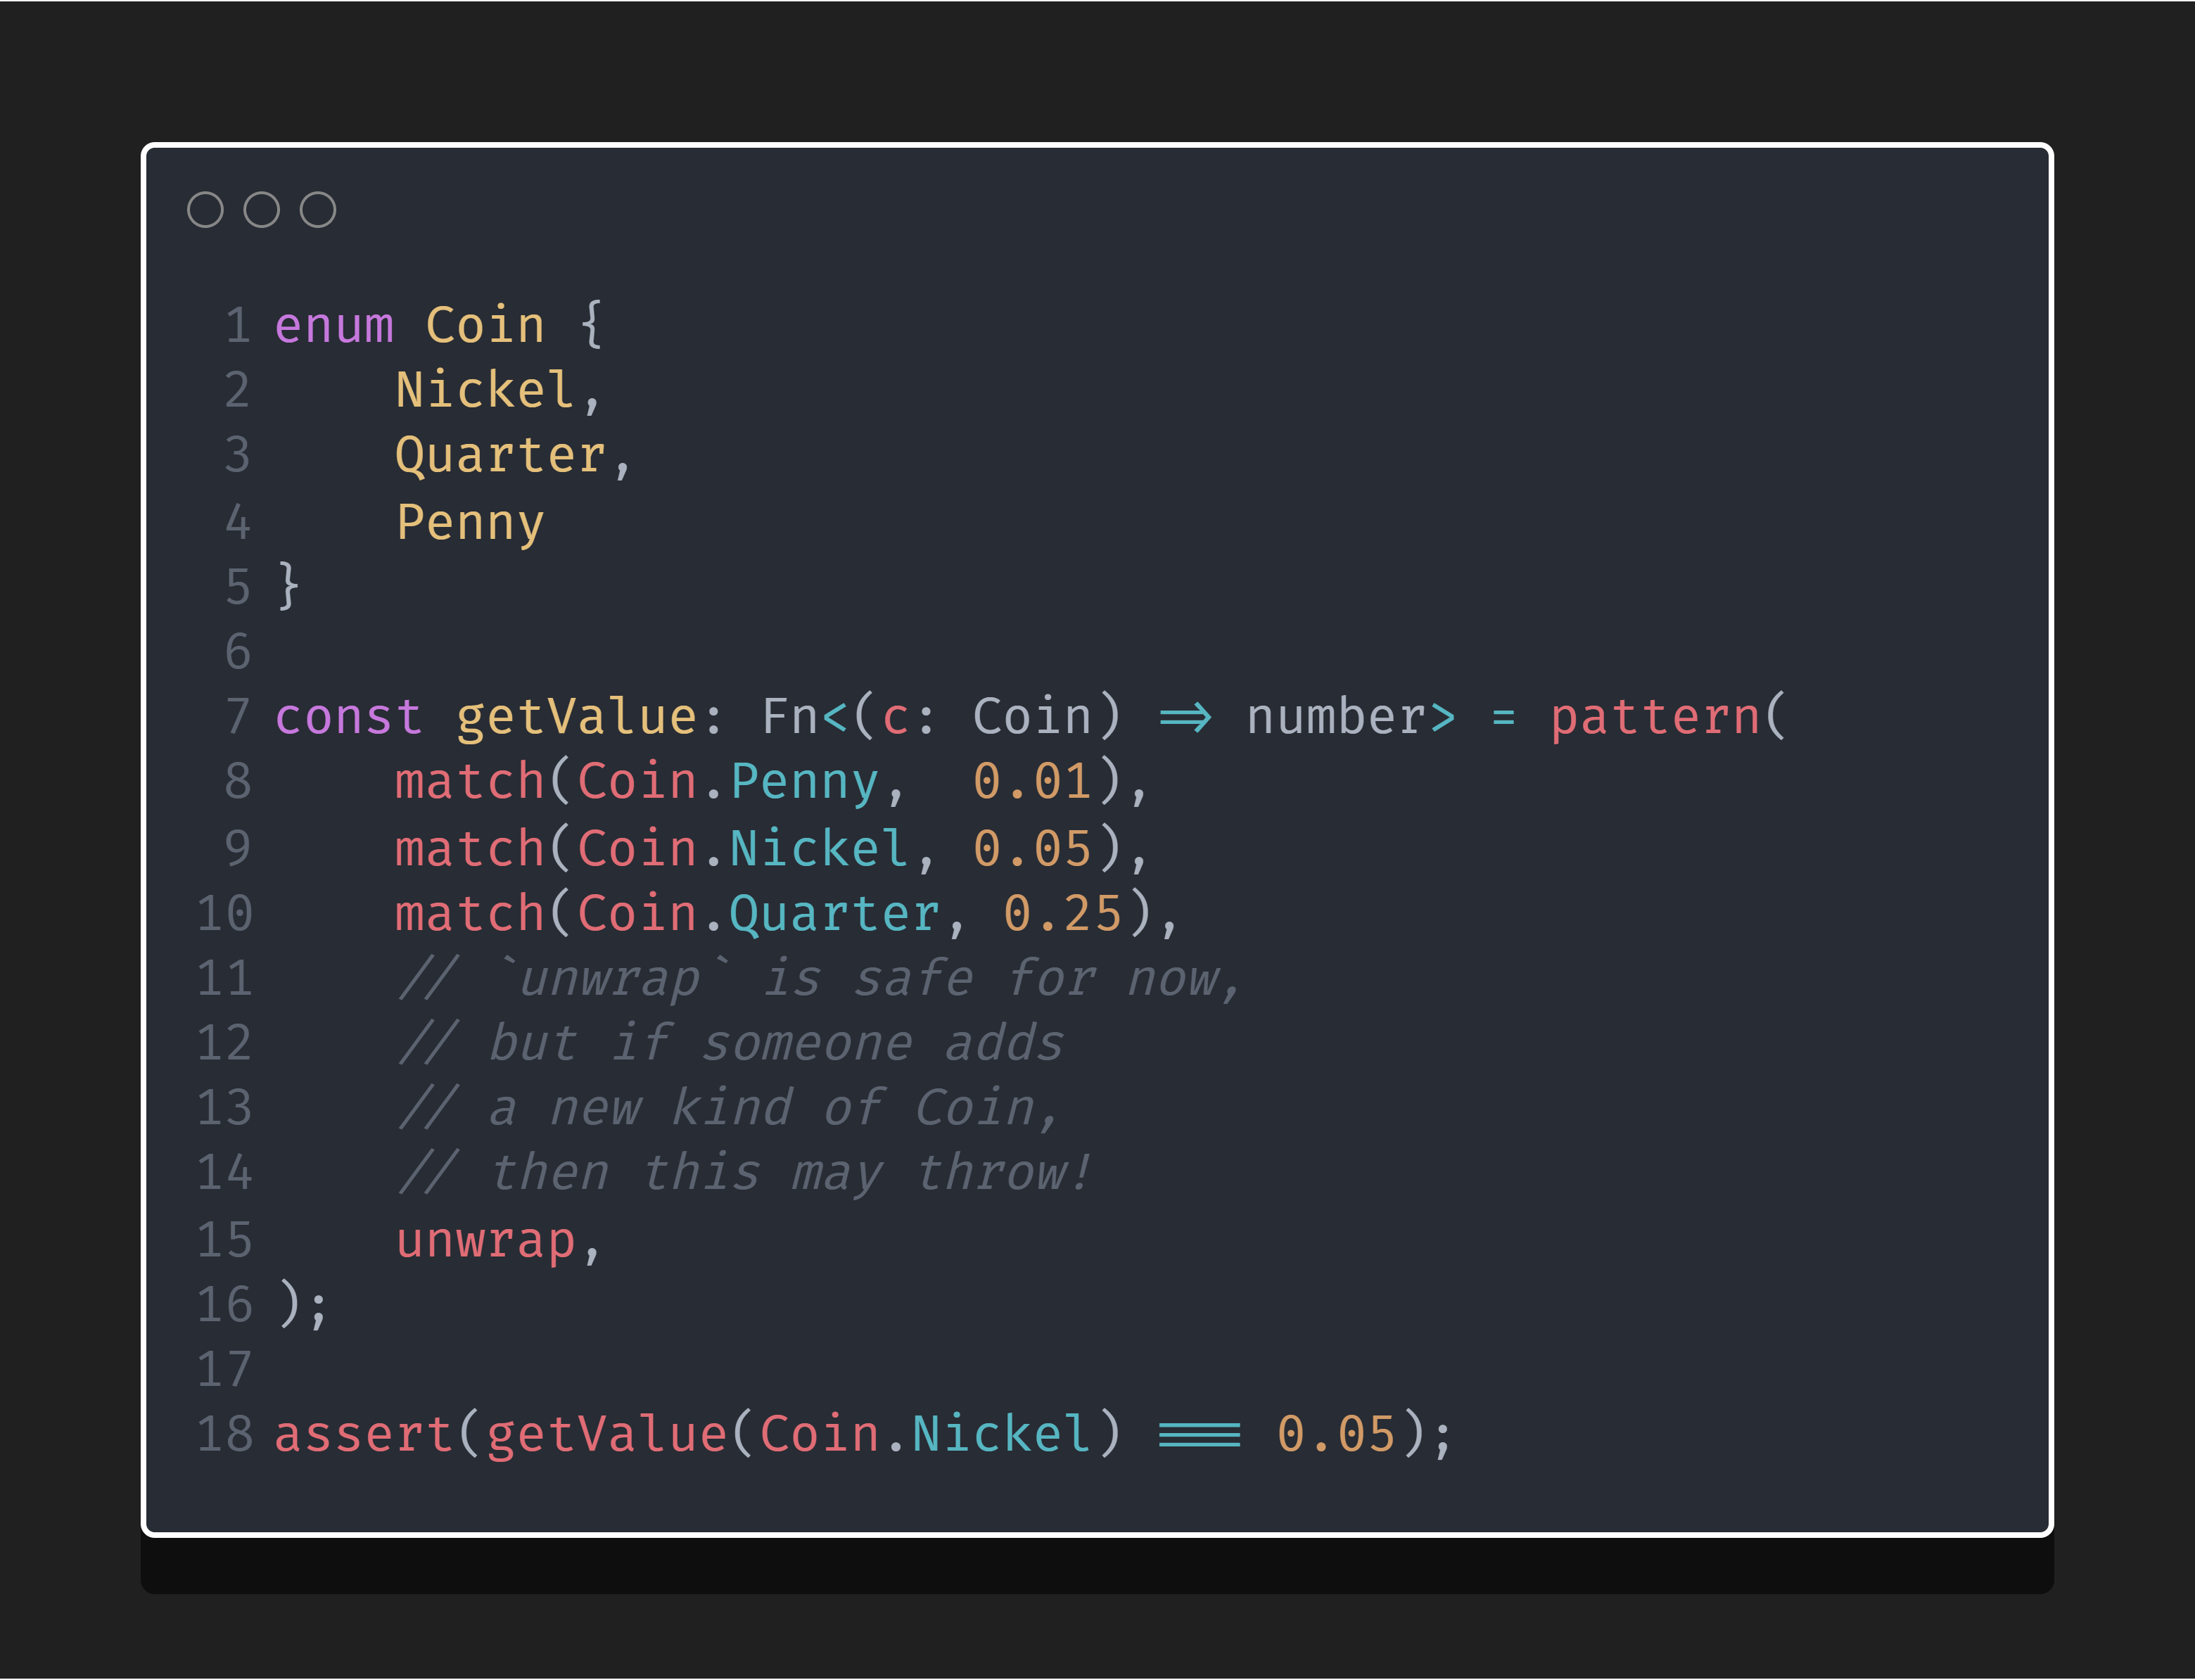 1 enum Coin {
2     Nickel,
3     Quarter,
4     Penny
5 }
6
7 const getValue: Fn<(c: Coin) => number> = pattern(
8     match(Coin.Penny,  0.01),
9     match(Coin.Nickel, 0.05),
10     match(Coin.Quarter, 0.25),
11     // `unwrap` is safe for now,
12     // but if someone adds
13     // a new kind of Coin,
14     // then this may throw!
15     unwrap,
16 );
17
18 assert(getValue(Coin.Nickel) === 0.05);